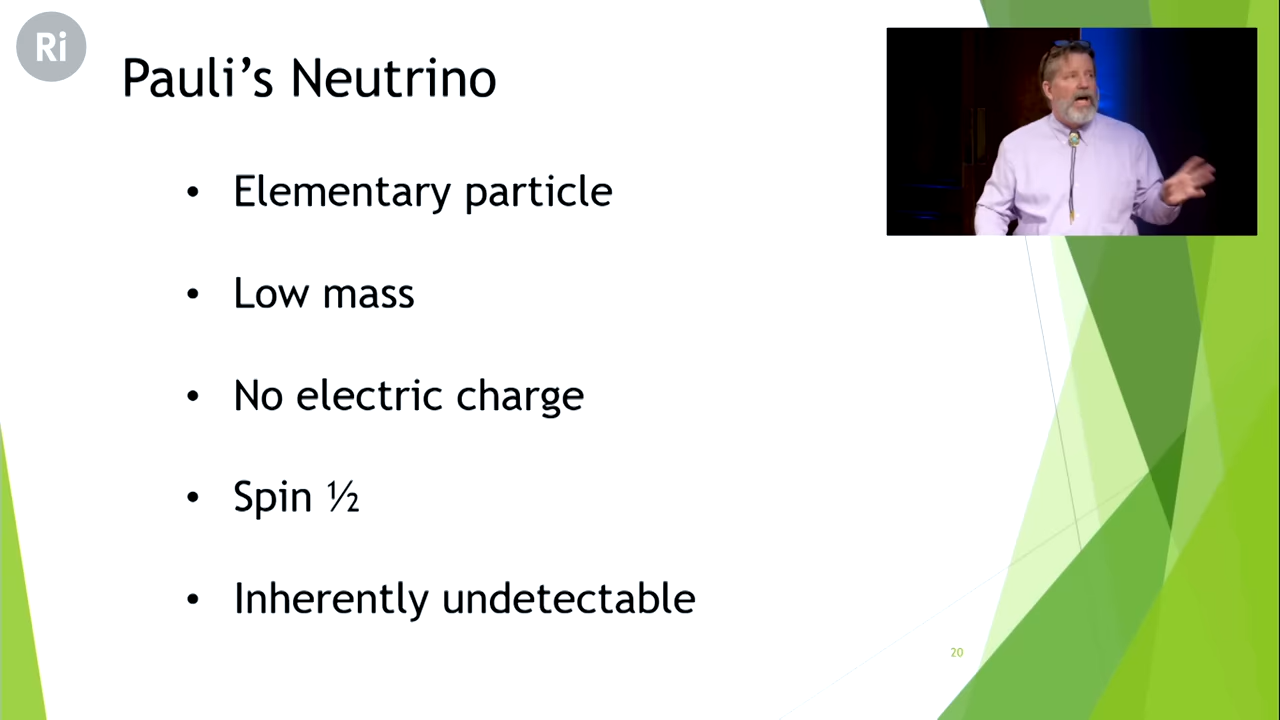 Ri
Pauli’s Neutrino
• Elementary particle
• Low mass
• No electric charge
• Spin ½
• Inherently undetectable
20